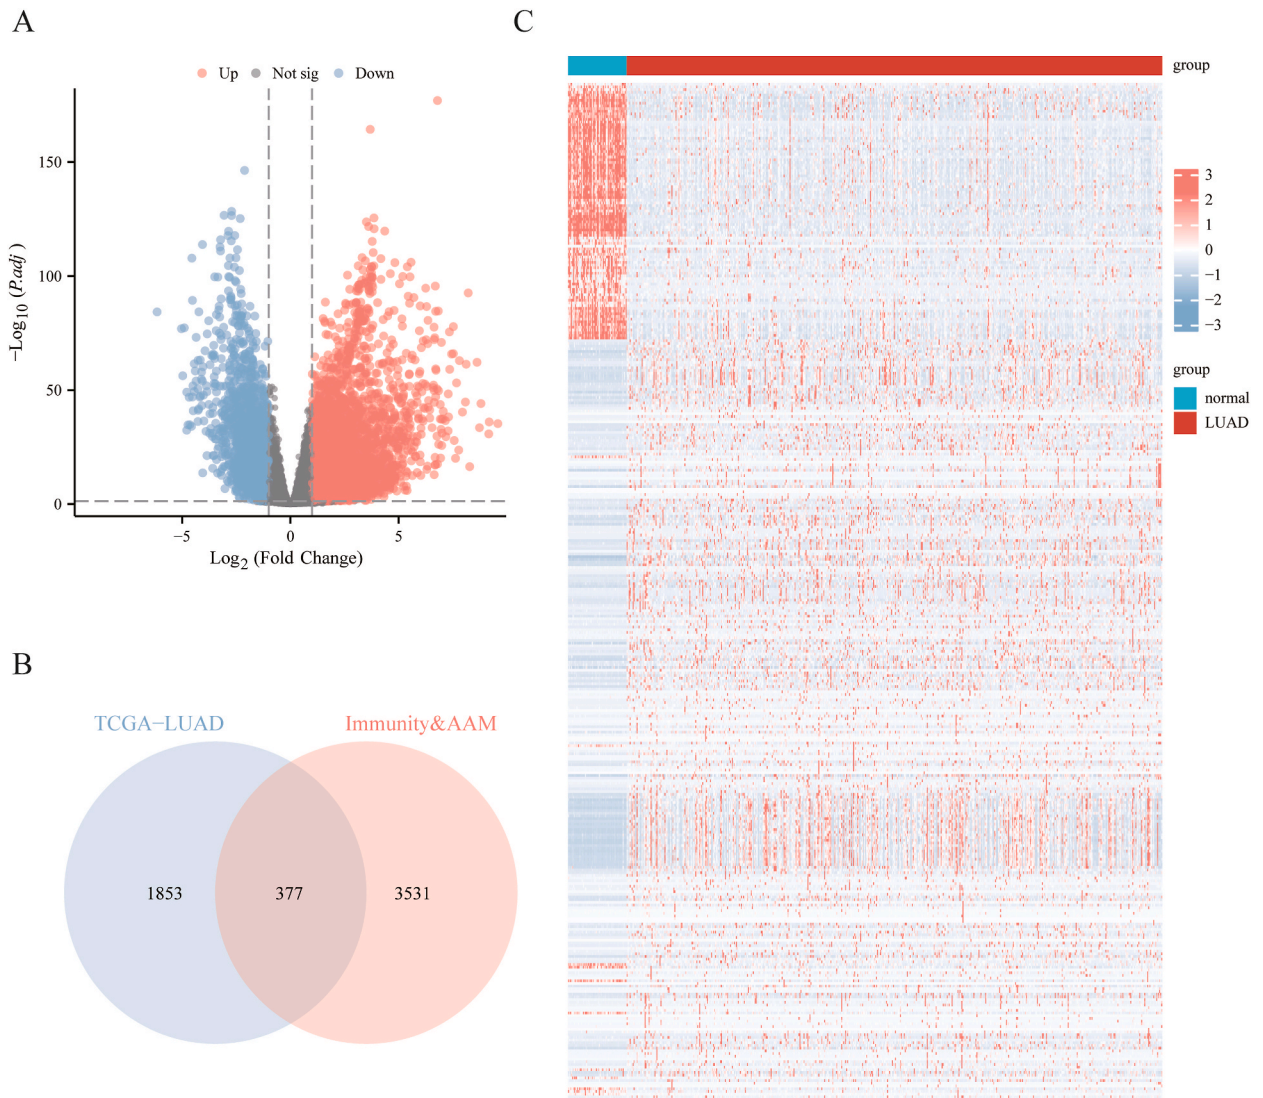 A
Up Not sig Down
150
100
50
0
−Log10 (P.adj)
−5 0 5
Log2 (Fold Change)
B
TCGA−LUAD Immunity&AAM
1853 377 3531
C
group
3
2
1
0
−1
−2
−3
group
normal
LUAD